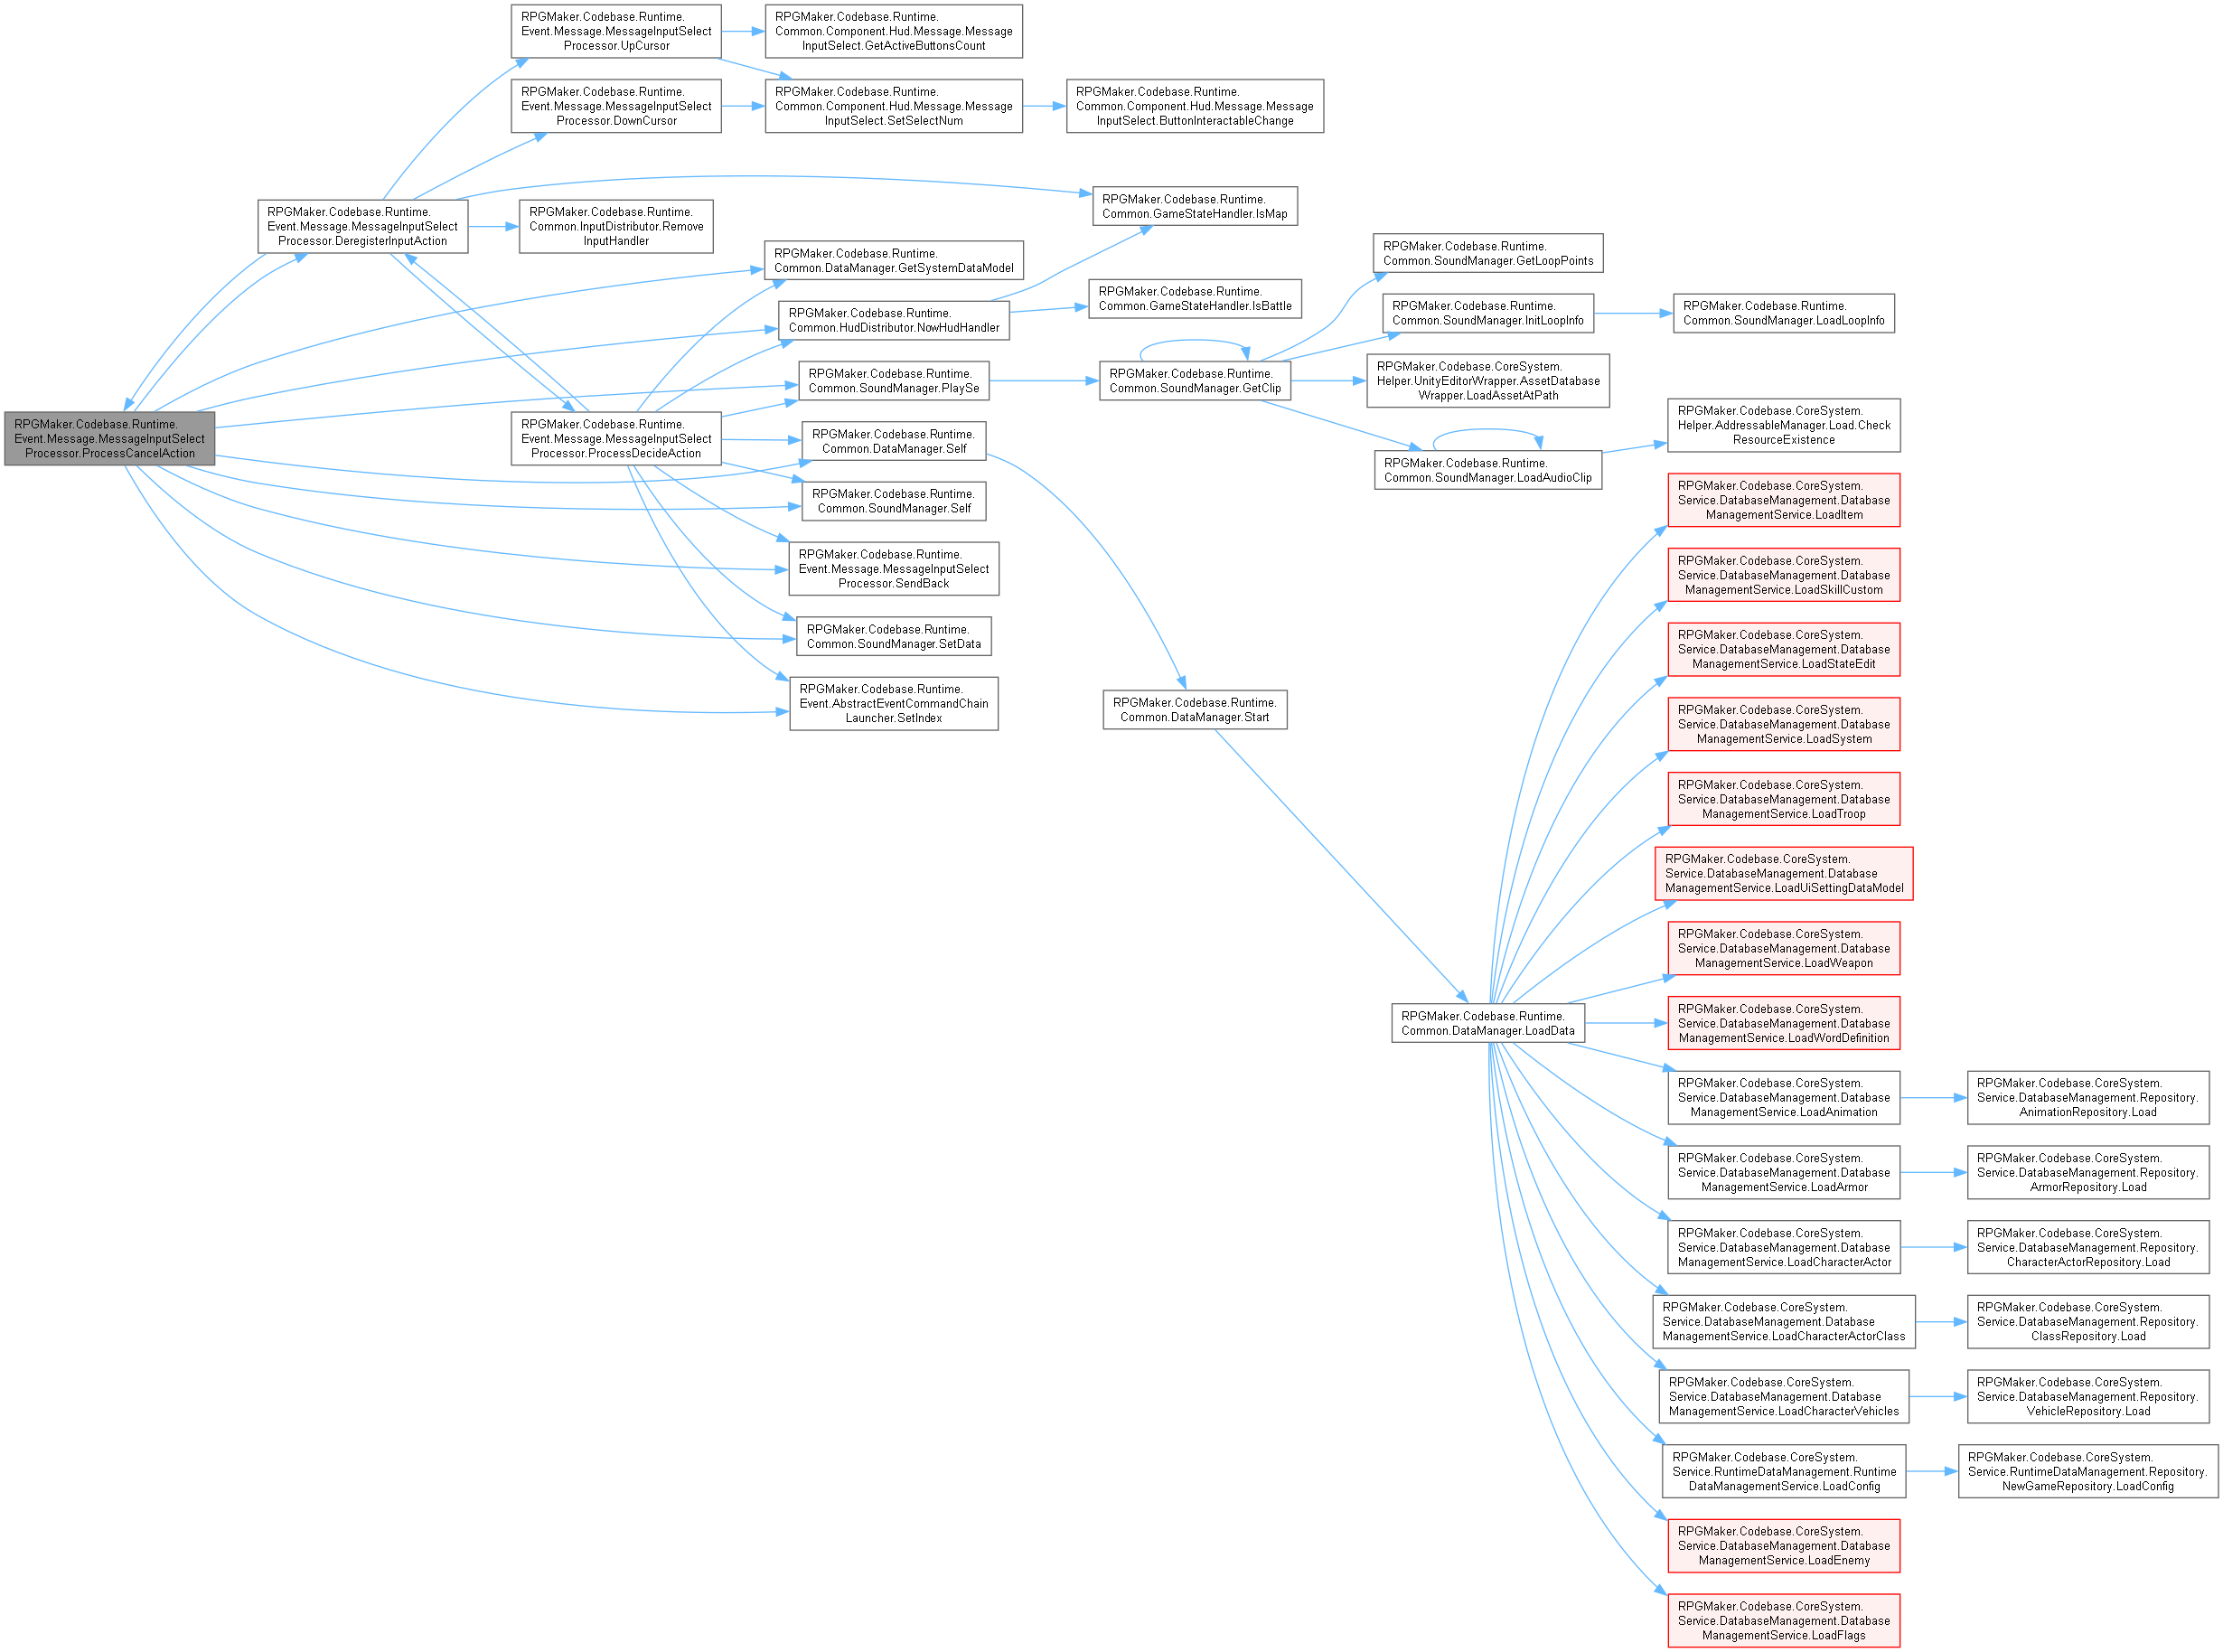 RPGMaker.Codebase.Runtime.
Event.Message.MessageInputSelect
Processor.ProcessCancelAction
RPGMaker.Codebase.Runtime.
Event.Message.MessageInputSelect
Processor.DeregisterInputAction
RPGMaker.Codebase.Runtime.
Event.Message.MessageInputSelect
Processor.UpCursor
RPGMaker.Codebase.Runtime.
Event.Message.MessageInputSelect
Processor.DownCursor
RPGMaker.Codebase.Runtime.
Common.InputDistributor.Remove
InputHandler
RPGMaker.Codebase.Runtime.
Event.Message.MessageInputSelect
Processor.ProcessDecideAction
RPGMaker.Codebase.Runtime.
Common.Component.Hud.Message.Message
InputSelect.GetActiveButtonsCount
RPGMaker.Codebase.Runtime.
Common.Component.Hud.Message.Message
InputSelect.SetSelectNum
RPGMaker.Codebase.Runtime.
Common.DataManager.GetSystemDataModel
RPGMaker.Codebase.Runtime.
Common.HudDistributor.NowHudHandler
RPGMaker.Codebase.Runtime.
Common.SoundManager.PlaySe
RPGMaker.Codebase.Runtime.
Common.DataManager.Self
RPGMaker.Codebase.Runtime.
Common.SoundManager.Self
RPGMaker.Codebase.Runtime.
Event.Message.MessageInputSelect
Processor.SendBack
RPGMaker.Codebase.Runtime.
Common.SoundManager.SetData
RPGMaker.Codebase.Runtime.
Event.AbstractEventCommandChain
Launcher.SetIndex
RPGMaker.Codebase.Runtime.
Common.Component.Hud.Message.Message
InputSelect.ButtonInteractableChange
RPGMaker.Codebase.Runtime.
Common.GameStateHandler.IsMap
RPGMaker.Codebase.Runtime.
Common.GameStateHandler.IsBattle
RPGMaker.Codebase.Runtime.
Common.SoundManager.GetClip
RPGMaker.Codebase.Runtime.
Common.DataManager.Start
RPGMaker.Codebase.Runtime.
Common.SoundManager.GetLoopPoints
RPGMaker.Codebase.Runtime.
Common.SoundManager.InitLoopInfo
RPGMaker.Codebase.CoreSystem.
Helper.UnityEditorWrapper.AssetDatabase
Wrapper.LoadAssetAtPath
RPGMaker.Codebase.Runtime.
Common.SoundManager.LoadAudioClip
RPGMaker.Codebase.Runtime.
Common.DataManager.LoadData
RPGMaker.Codebase.Runtime.
Common.SoundManager.LoadLoopInfo
RPGMaker.Codebase.CoreSystem.
Helper.AddressableManager.Load.Check
ResourceExistence
RPGMaker.Codebase.CoreSystem.
Service.DatabaseManagement.Database
ManagementService.LoadItem
RPGMaker.Codebase.CoreSystem.
Service.DatabaseManagement.Database
ManagementService.LoadSkillCustom
RPGMaker.Codebase.CoreSystem.
Service.DatabaseManagement.Database
ManagementService.LoadStateEdit
RPGMaker.Codebase.CoreSystem.
Service.DatabaseManagement.Database
ManagementService.LoadSystem
RPGMaker.Codebase.CoreSystem.
Service.DatabaseManagement.Database
ManagementService.LoadTroop
RPGMaker.Codebase.CoreSystem.
Service.DatabaseManagement.Database
ManagementService.LoadUiSettingDataModel
RPGMaker.Codebase.CoreSystem.
Service.DatabaseManagement.Database
ManagementService.LoadWeapon
RPGMaker.Codebase.CoreSystem.
Service.DatabaseManagement.Database
ManagementService.LoadWordDefinition
RPGMaker.Codebase.CoreSystem.
Service.DatabaseManagement.Database
ManagementService.LoadAnimation
RPGMaker.Codebase.CoreSystem.
Service.DatabaseManagement.Database
ManagementService.LoadArmor
RPGMaker.Codebase.CoreSystem.
Service.DatabaseManagement.Database
ManagementService.LoadCharacterActor
RPGMaker.Codebase.CoreSystem.
Service.DatabaseManagement.Database
ManagementService.LoadCharacterActorClass
RPGMaker.Codebase.CoreSystem.
Service.DatabaseManagement.Database
ManagementService.LoadCharacterVehicles
RPGMaker.Codebase.CoreSystem.
Service.RuntimeDataManagement.Runtime
DataManagementService.LoadConfig
RPGMaker.Codebase.CoreSystem.
Service.DatabaseManagement.Database
ManagementService.LoadEnemy
RPGMaker.Codebase.CoreSystem.
Service.DatabaseManagement.Database
ManagementService.LoadFlags
RPGMaker.Codebase.CoreSystem.
Service.DatabaseManagement.Repository.
AnimationRepository.Load
RPGMaker.Codebase.CoreSystem.
Service.DatabaseManagement.Repository.
ArmorRepository.Load
RPGMaker.Codebase.CoreSystem.
Service.DatabaseManagement.Repository.
CharacterActorRepository.Load
RPGMaker.Codebase.CoreSystem.
Service.DatabaseManagement.Repository.
ClassRepository.Load
RPGMaker.Codebase.CoreSystem.
Service.DatabaseManagement.Repository.
VehicleRepository.Load
RPGMaker.Codebase.CoreSystem.
Service.RuntimeDataManagement.Repository.
NewGameRepository.LoadConfig